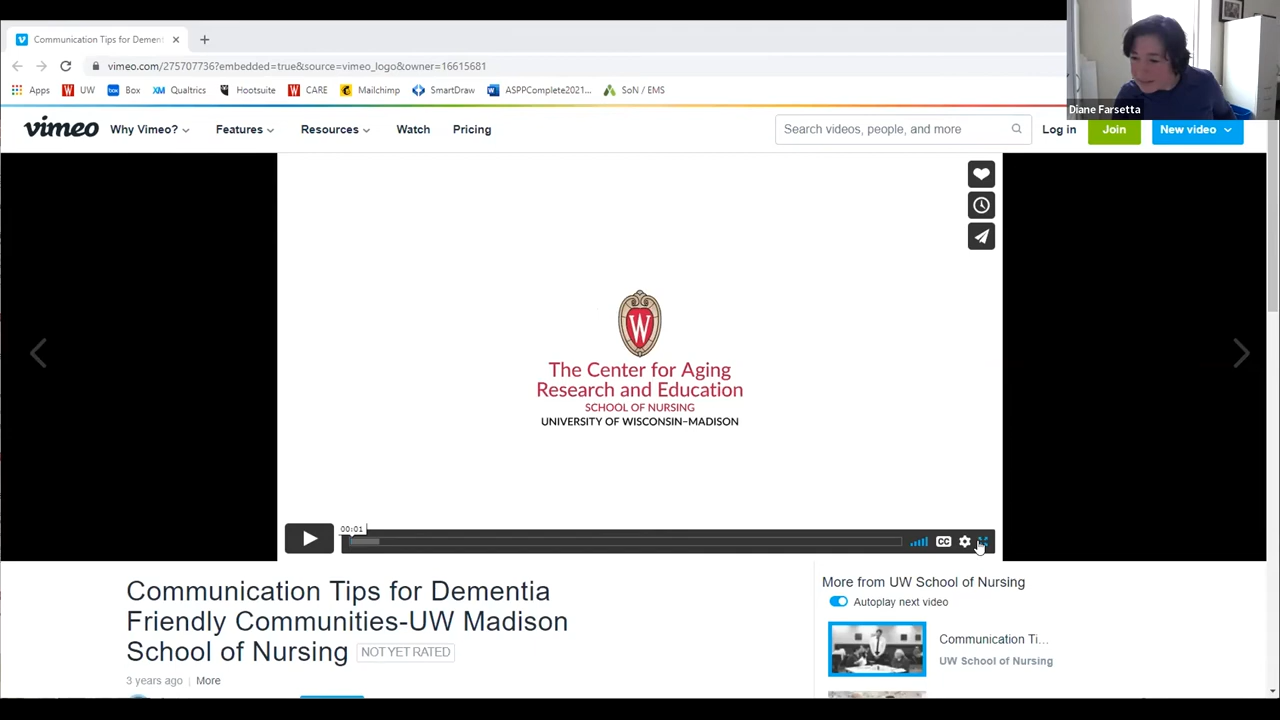 Communication Tips for Dement
vimeo.com/275707736?embedded=true&source=vimeo_logo&owner=16615681
Apps
UW
Box
XM Qualtrics
Hootsuite
CARE
Mailchimp
SmartDraw
ASPPComplete2021...
SoN / EMS
Diane Farsetta
vimeo
Why Vimeo?
Features
Resources
Watch
Pricing
Search videos, people, and more
Log in
Join
New video
W
The Center for Aging
Research and Education
SCHOOL OF NURSING
UNIVERSITY OF WISCONSIN–MADISON
00:01
CC
Communication Tips for Dementia
Friendly Communities-UW Madison
School of Nursing NOT YET RATED
3 years ago | More
More from UW School of Nursing
Autoplay next video
Communication Ti...
UW School of Nursing